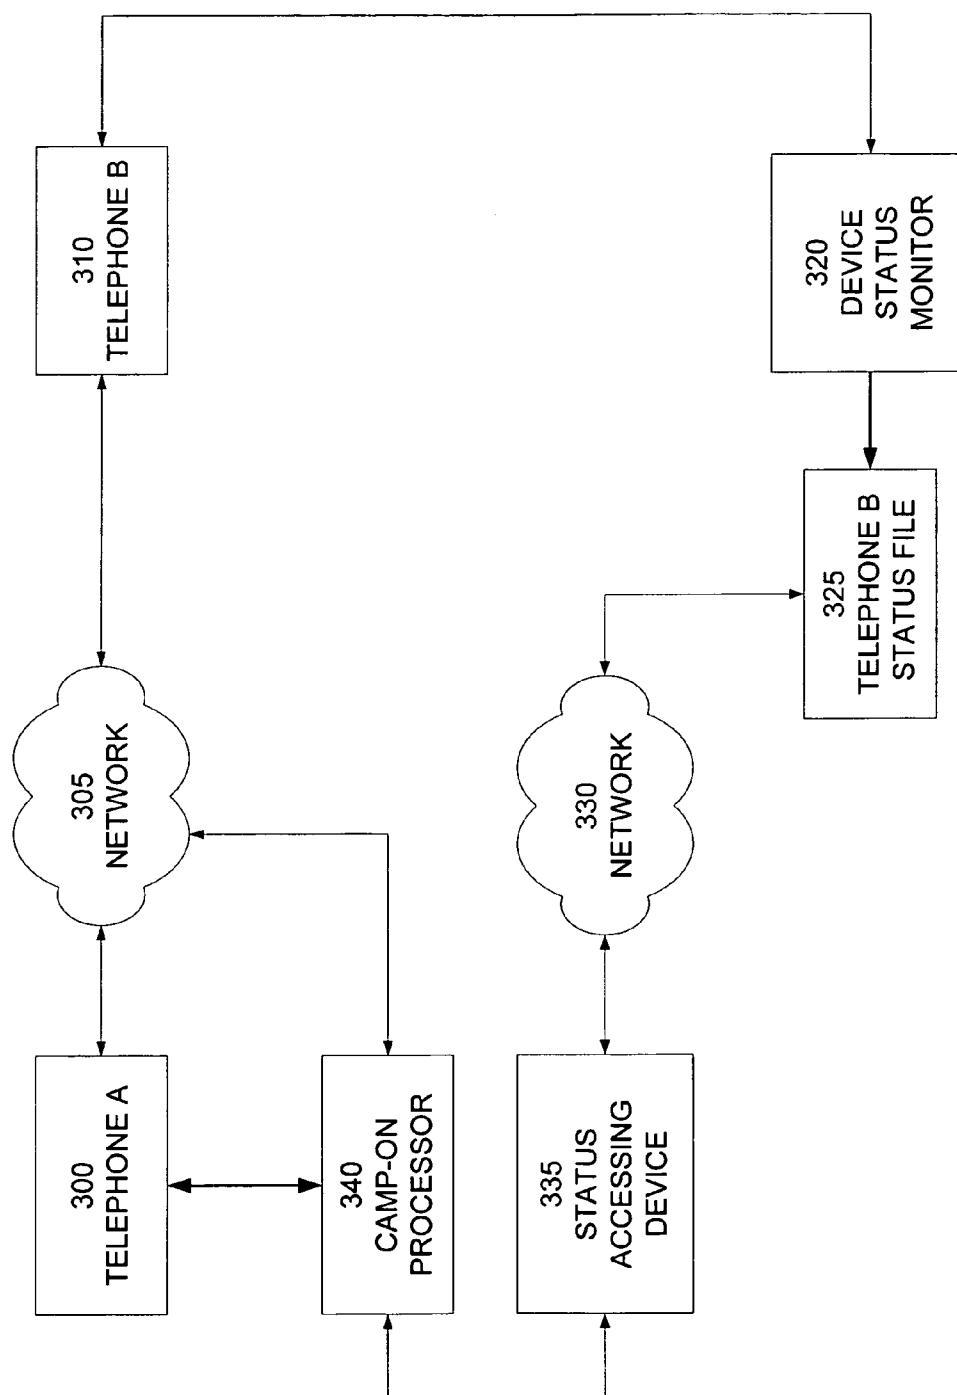 300
TELEPHONE A
305
NETWORK
310
TELEPHONE B
340
CAMP-ON
PROCESSOR
335
STATUS
ACCESSING
DEVICE
330
NETWORK
325
TELEPHONE B
STATUS FILE
320
DEVICE
STATUS
MONITOR